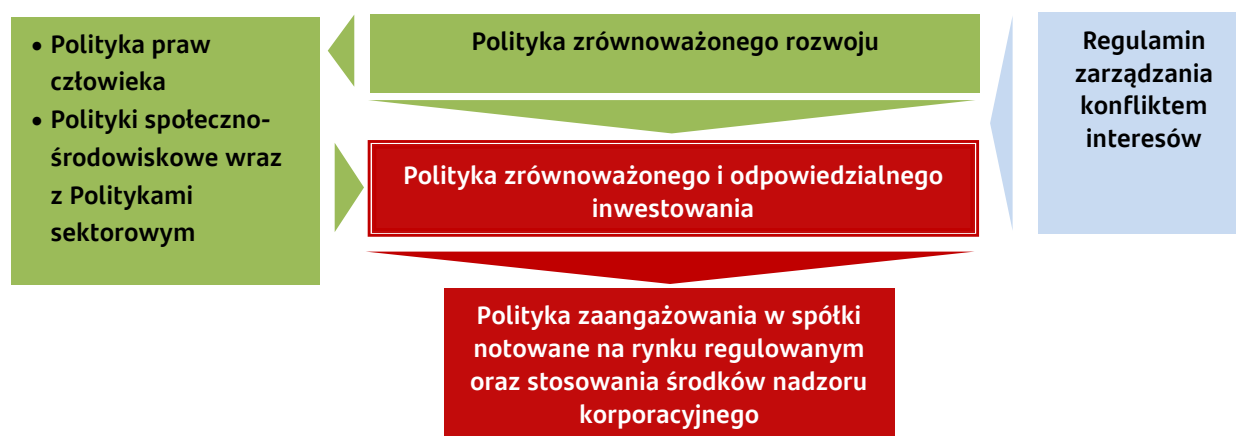 • Polityka praw
człowieka
• Polityki społeczno-
środowiskowe wraz
z Politykami
sektorowym
Polityka zrównoważonego rozwoju
Polityka zrównoważonego i odpowiedzialnego
inwestowania
Polityka zaangażowania w spółki
notowane na rynku regulowanym
oraz stosowania środków nadzoru
korporacyjnego
Regulamin
zarządzania
konfliktem
interesów